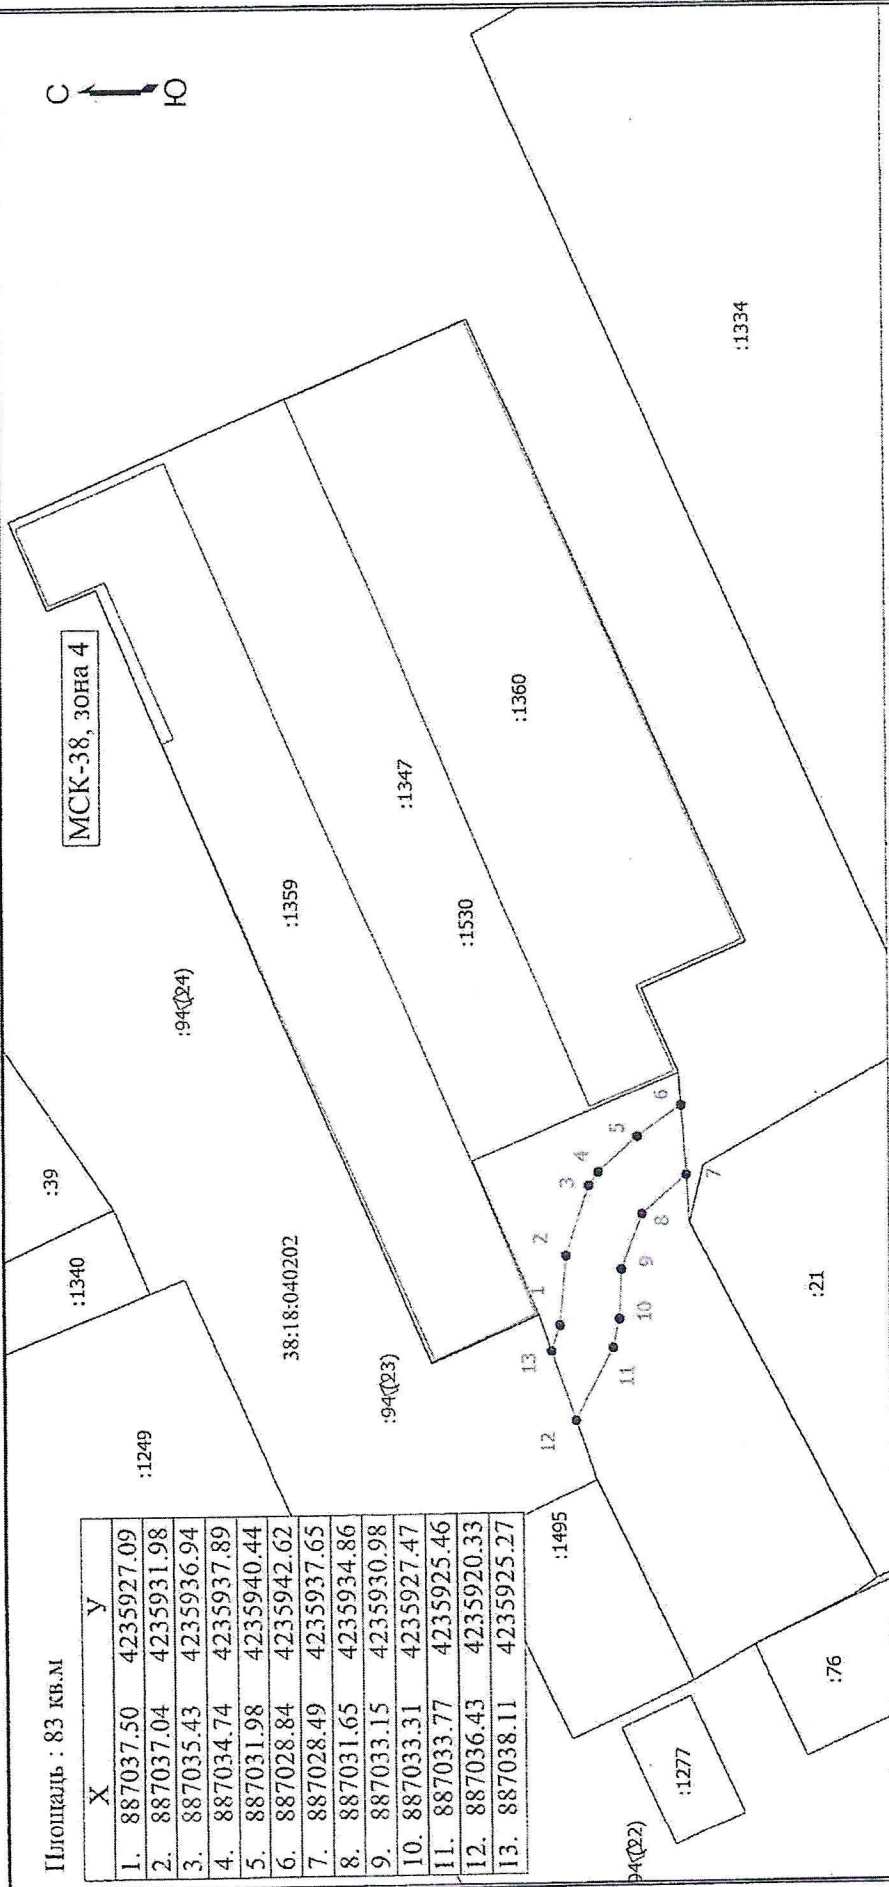 Площадь : 83 кв.м
X У
1. 887037.50 4235927.09
2. 887037.04 4235931.98
3. 887035.43 4235936.94
4. 887034.74 4235937.89
5. 887031.98 4235940.44
6. 887028.84 4235942.62
7. 887028.49 4235937.65
8. 887031.65 4235934.86
9. 887033.15 4235930.98
10. 887033.31 4235927.47
11. 887033.77 4235925.46
12. 887036.43 4235920.33
13. 887038.11 4235925.27
МСК-38, зона 4
С
Ю
:39
:1340
:1249
:94(24)
38:18:040202
:94(23)
:1359
:1347
:1530
:1360
:1334
:1495
:1277
94(22)
:76
:21
1
2
3
4
5
6
7
8
9
10
11
12
13